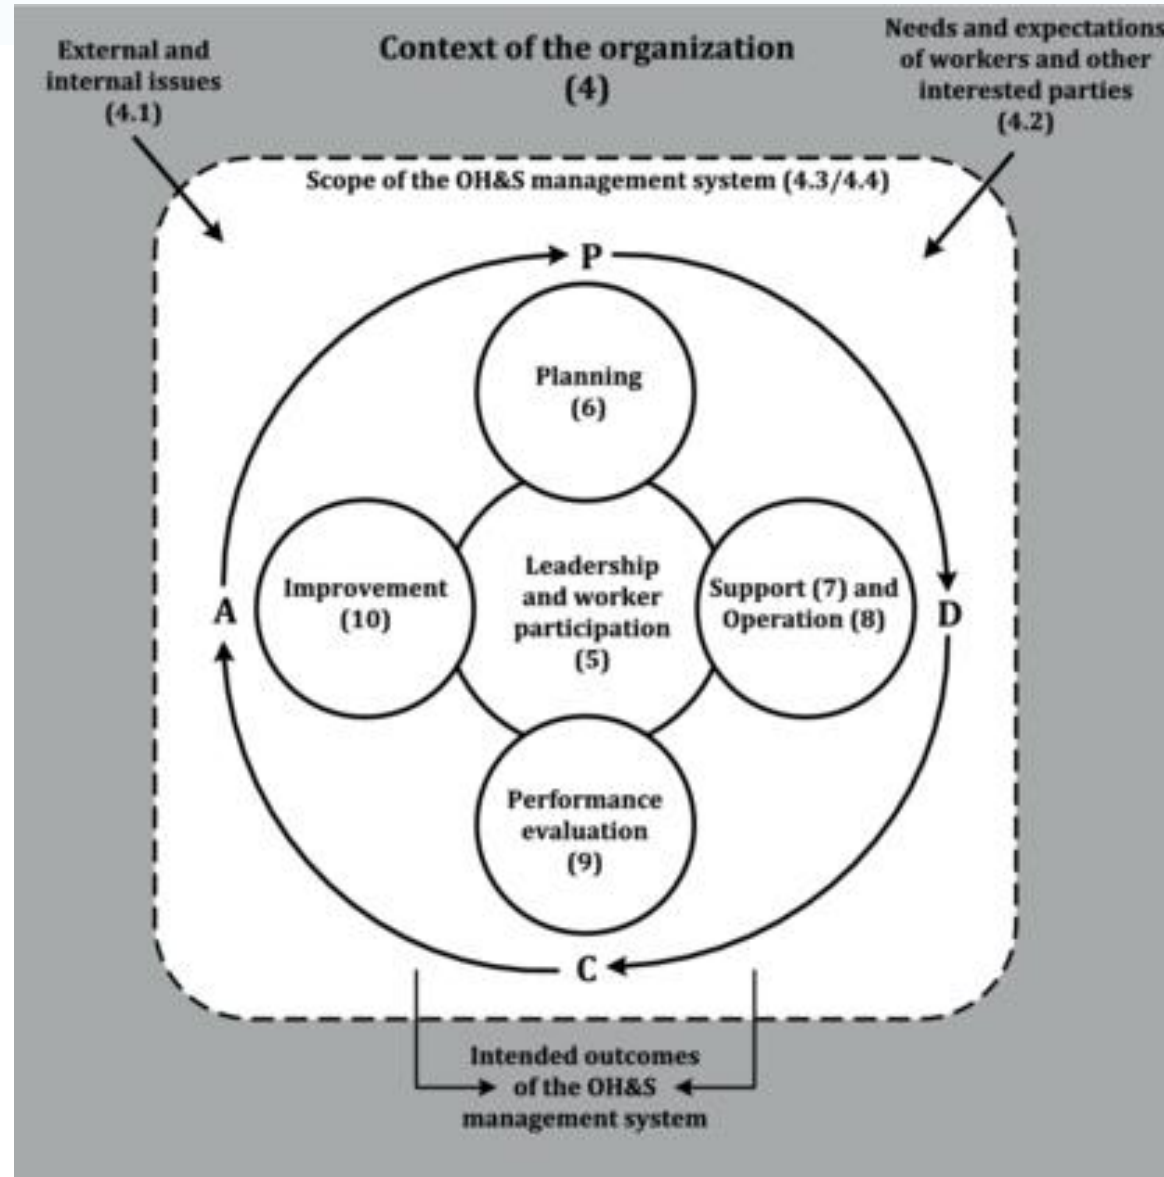 External and
internal issues
(4.1)
Context of the organization
(4)
Needs and expectations
of workers and other
interested parties
(4.2)
Scope of the OH&S management system (4.3/4.4)
P
Planning
(6)
A
Improvement
(10)
Leadership
and worker
participation
(5)
Support (7) and
Operation (8)
D
Performance
evaluation
(9)
C
Intended outcomes
of the OH&S
management system